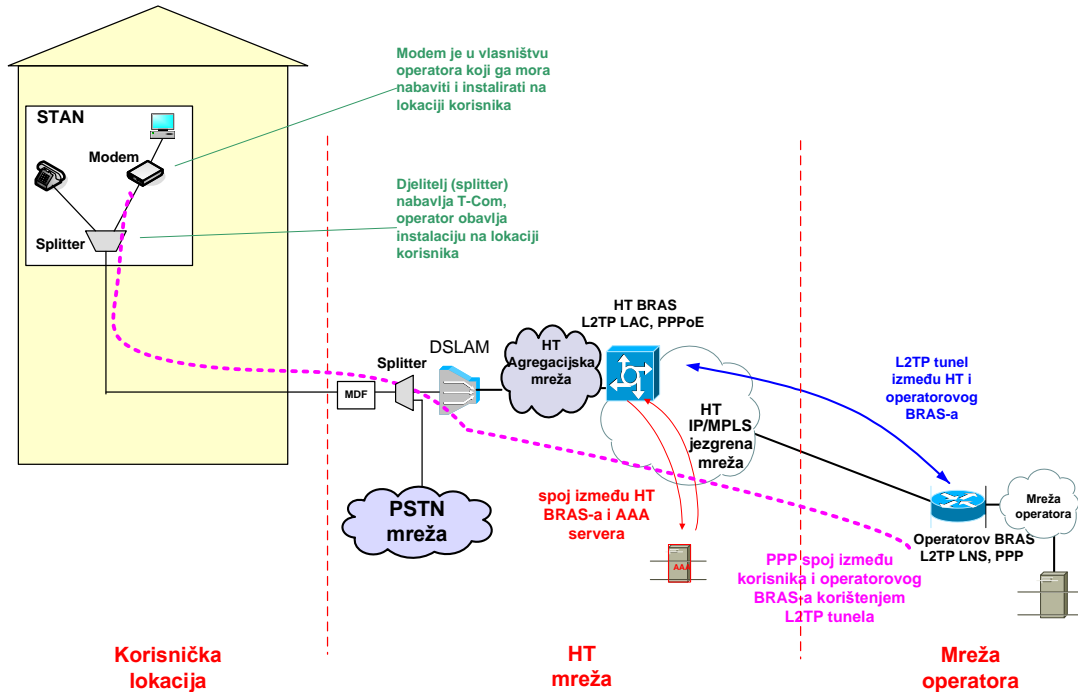 Modem je u vlasništvu
operatora koji ga mora
nabaviti i instalirati na
lokaciji korisnika
STAN
Modem
Djelitelj (splitter)
nabavlja T-Com,
operator obavlja
instalaciju na lokaciji
korisnika
Splitter
HT BRAS
L2TP LAC, PPPoE
DSLAM
Splitter
HT
Agregacijska
mreža
L2TP tunel
između HT i
operatorovog
BRAS-a
MDF
HT
IP/MPLS
jezgrena
mreža
PSTN
mreža
spoj između HT
BRAS-a i AAA
servera
AAA
Mreža
operatora
Operatorov BRAS
L2TP LNS, PPP
PPP spoj između
korisnika i operatorovog
BRAS-a korištenjem
L2TP tunela
Korisnička
lokacija
HT
mreža
Mreža
operatora